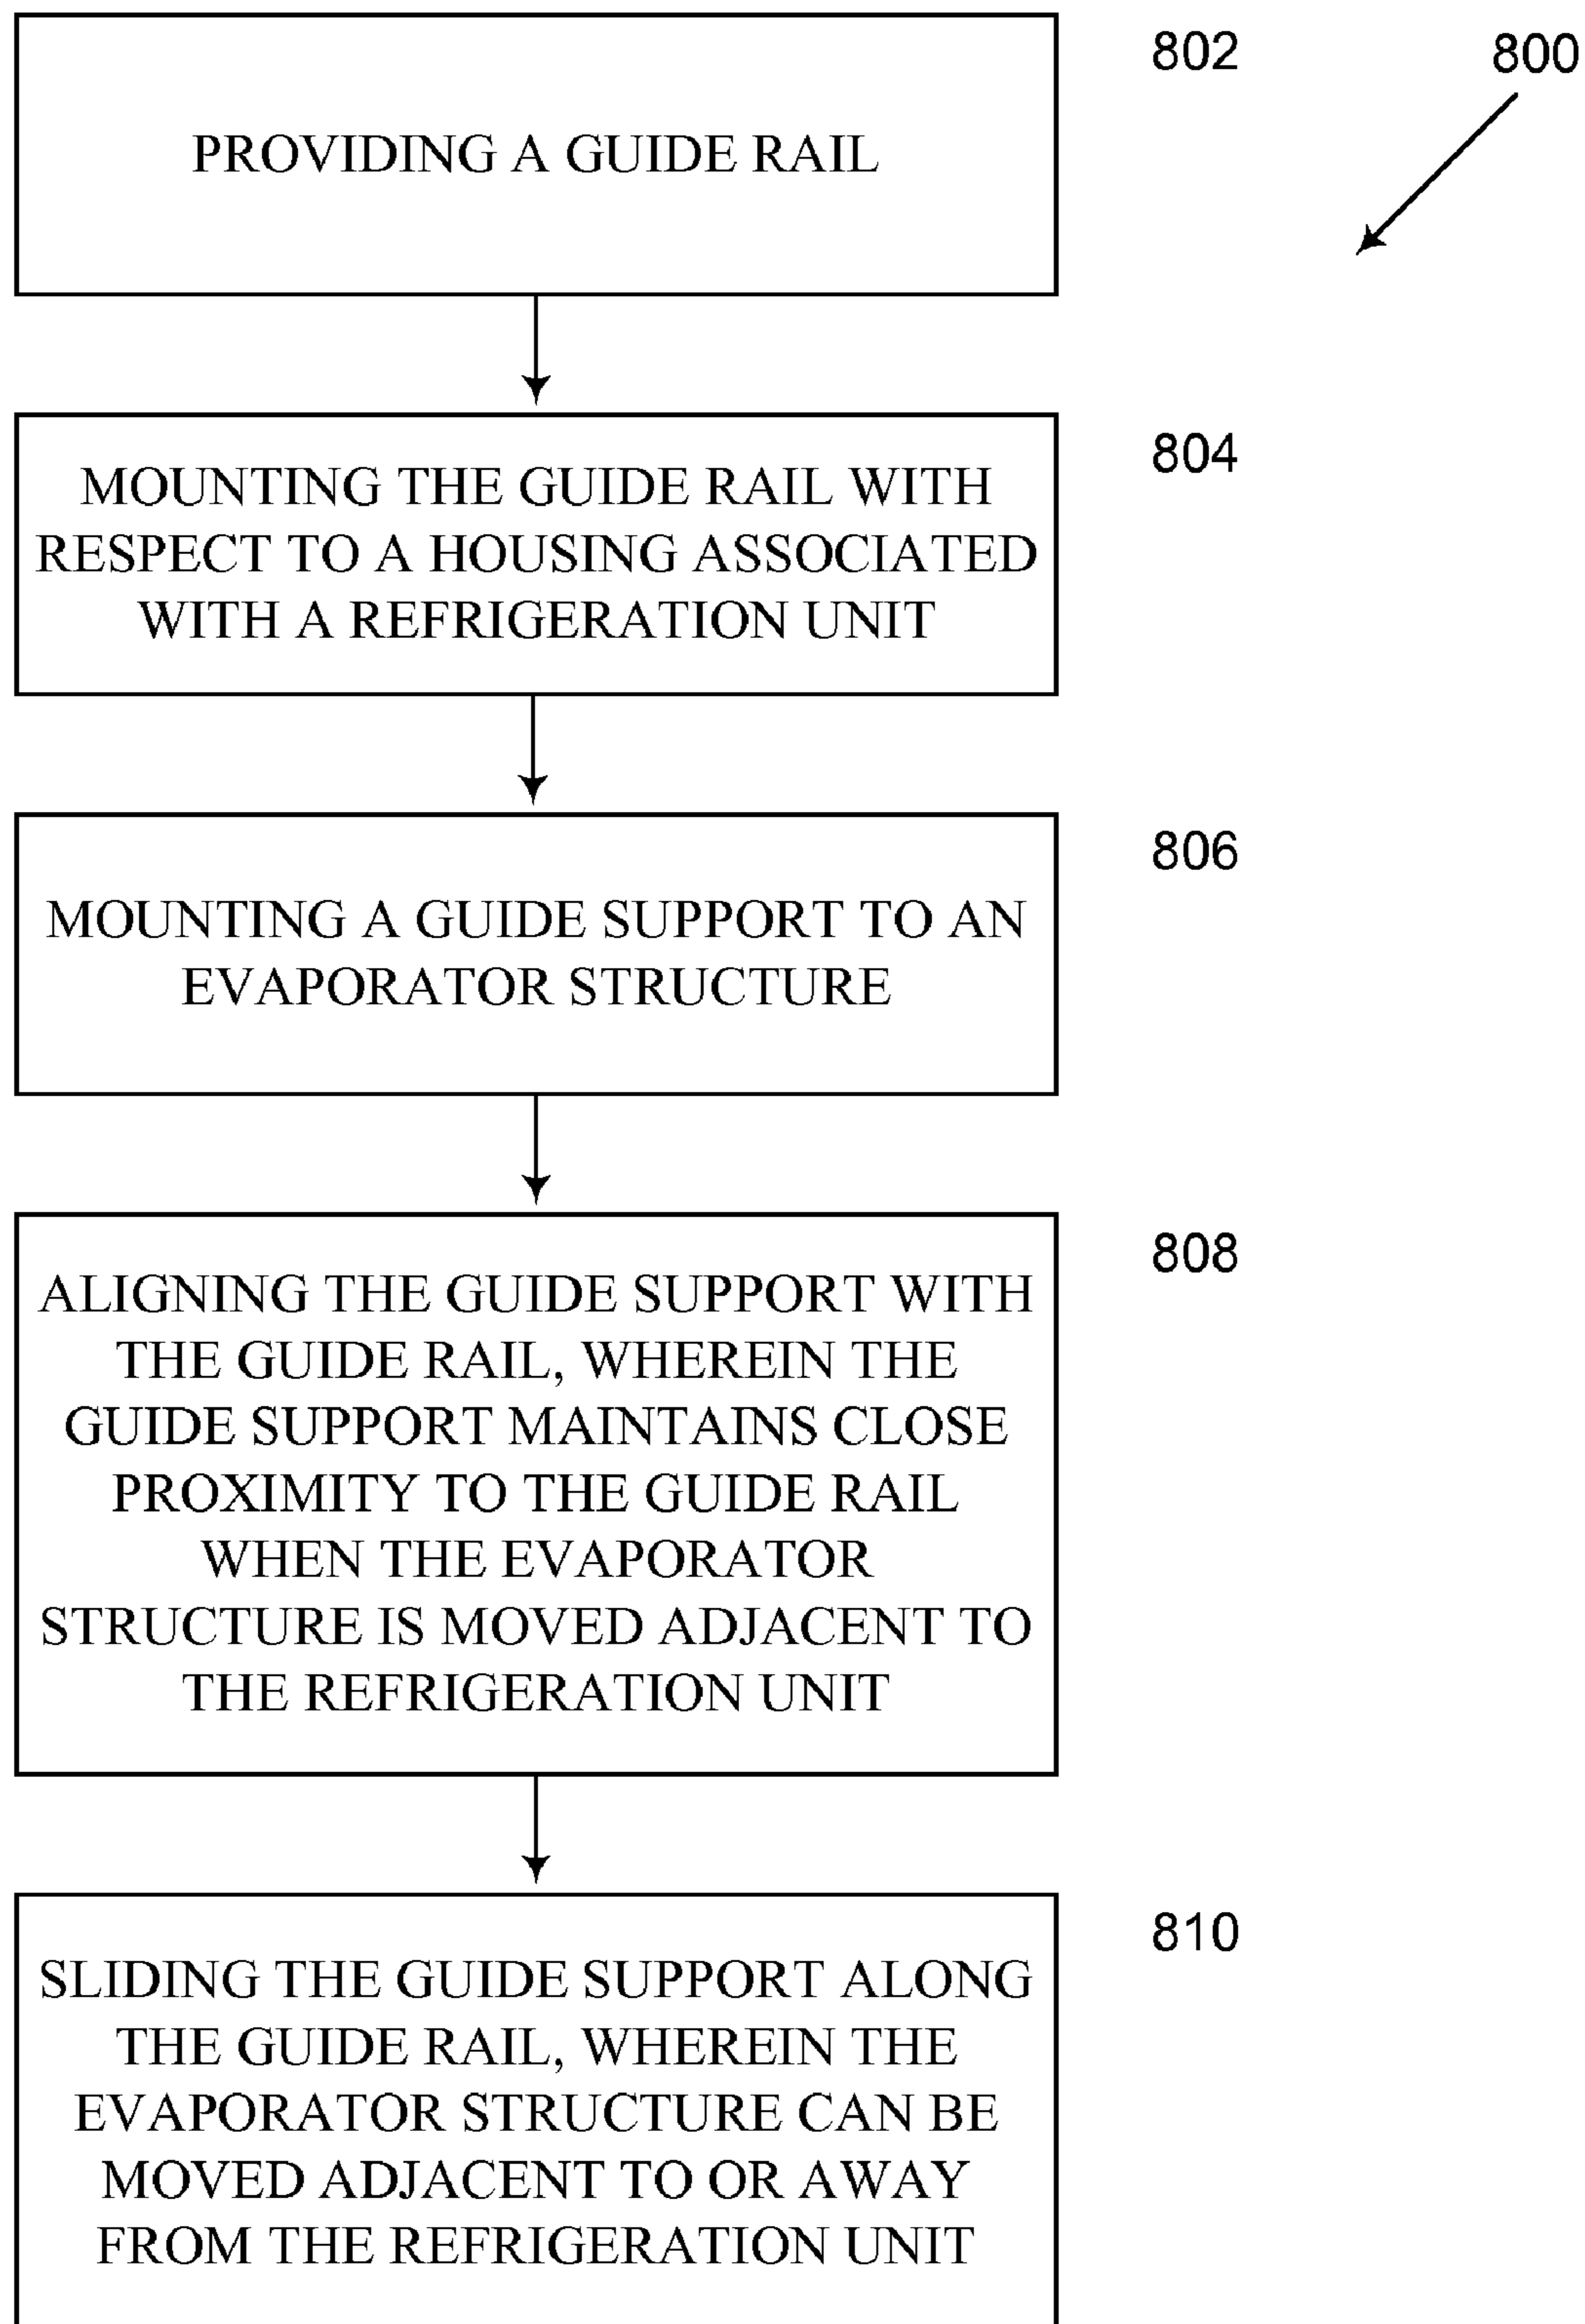 802
800
PROVIDING A GUIDE RAIL
804
MOUNTING THE GUIDE RAIL WITH
RESPECT TO A HOUSING ASSOCIATED
WITH A REFRIGERATION UNIT
806
MOUNTING A GUIDE SUPPORT TO AN
EVAPORATOR STRUCTURE
808
ALIGNING THE GUIDE SUPPORT WITH
THE GUIDE RAIL, WHEREIN THE
GUIDE SUPPORT MAINTAINS CLOSE
PROXIMITY TO THE GUIDE RAIL
WHEN THE EVAPORATOR
STRUCTURE IS MOVED ADJACENT TO
THE REFRIGERATION UNIT
810
SLIDING THE GUIDE SUPPORT ALONG
THE GUIDE RAIL, WHEREIN THE
EVAPORATOR STRUCTURE CAN BE
MOVED ADJACENT TO OR AWAY
FROM THE REFRIGERATION UNIT